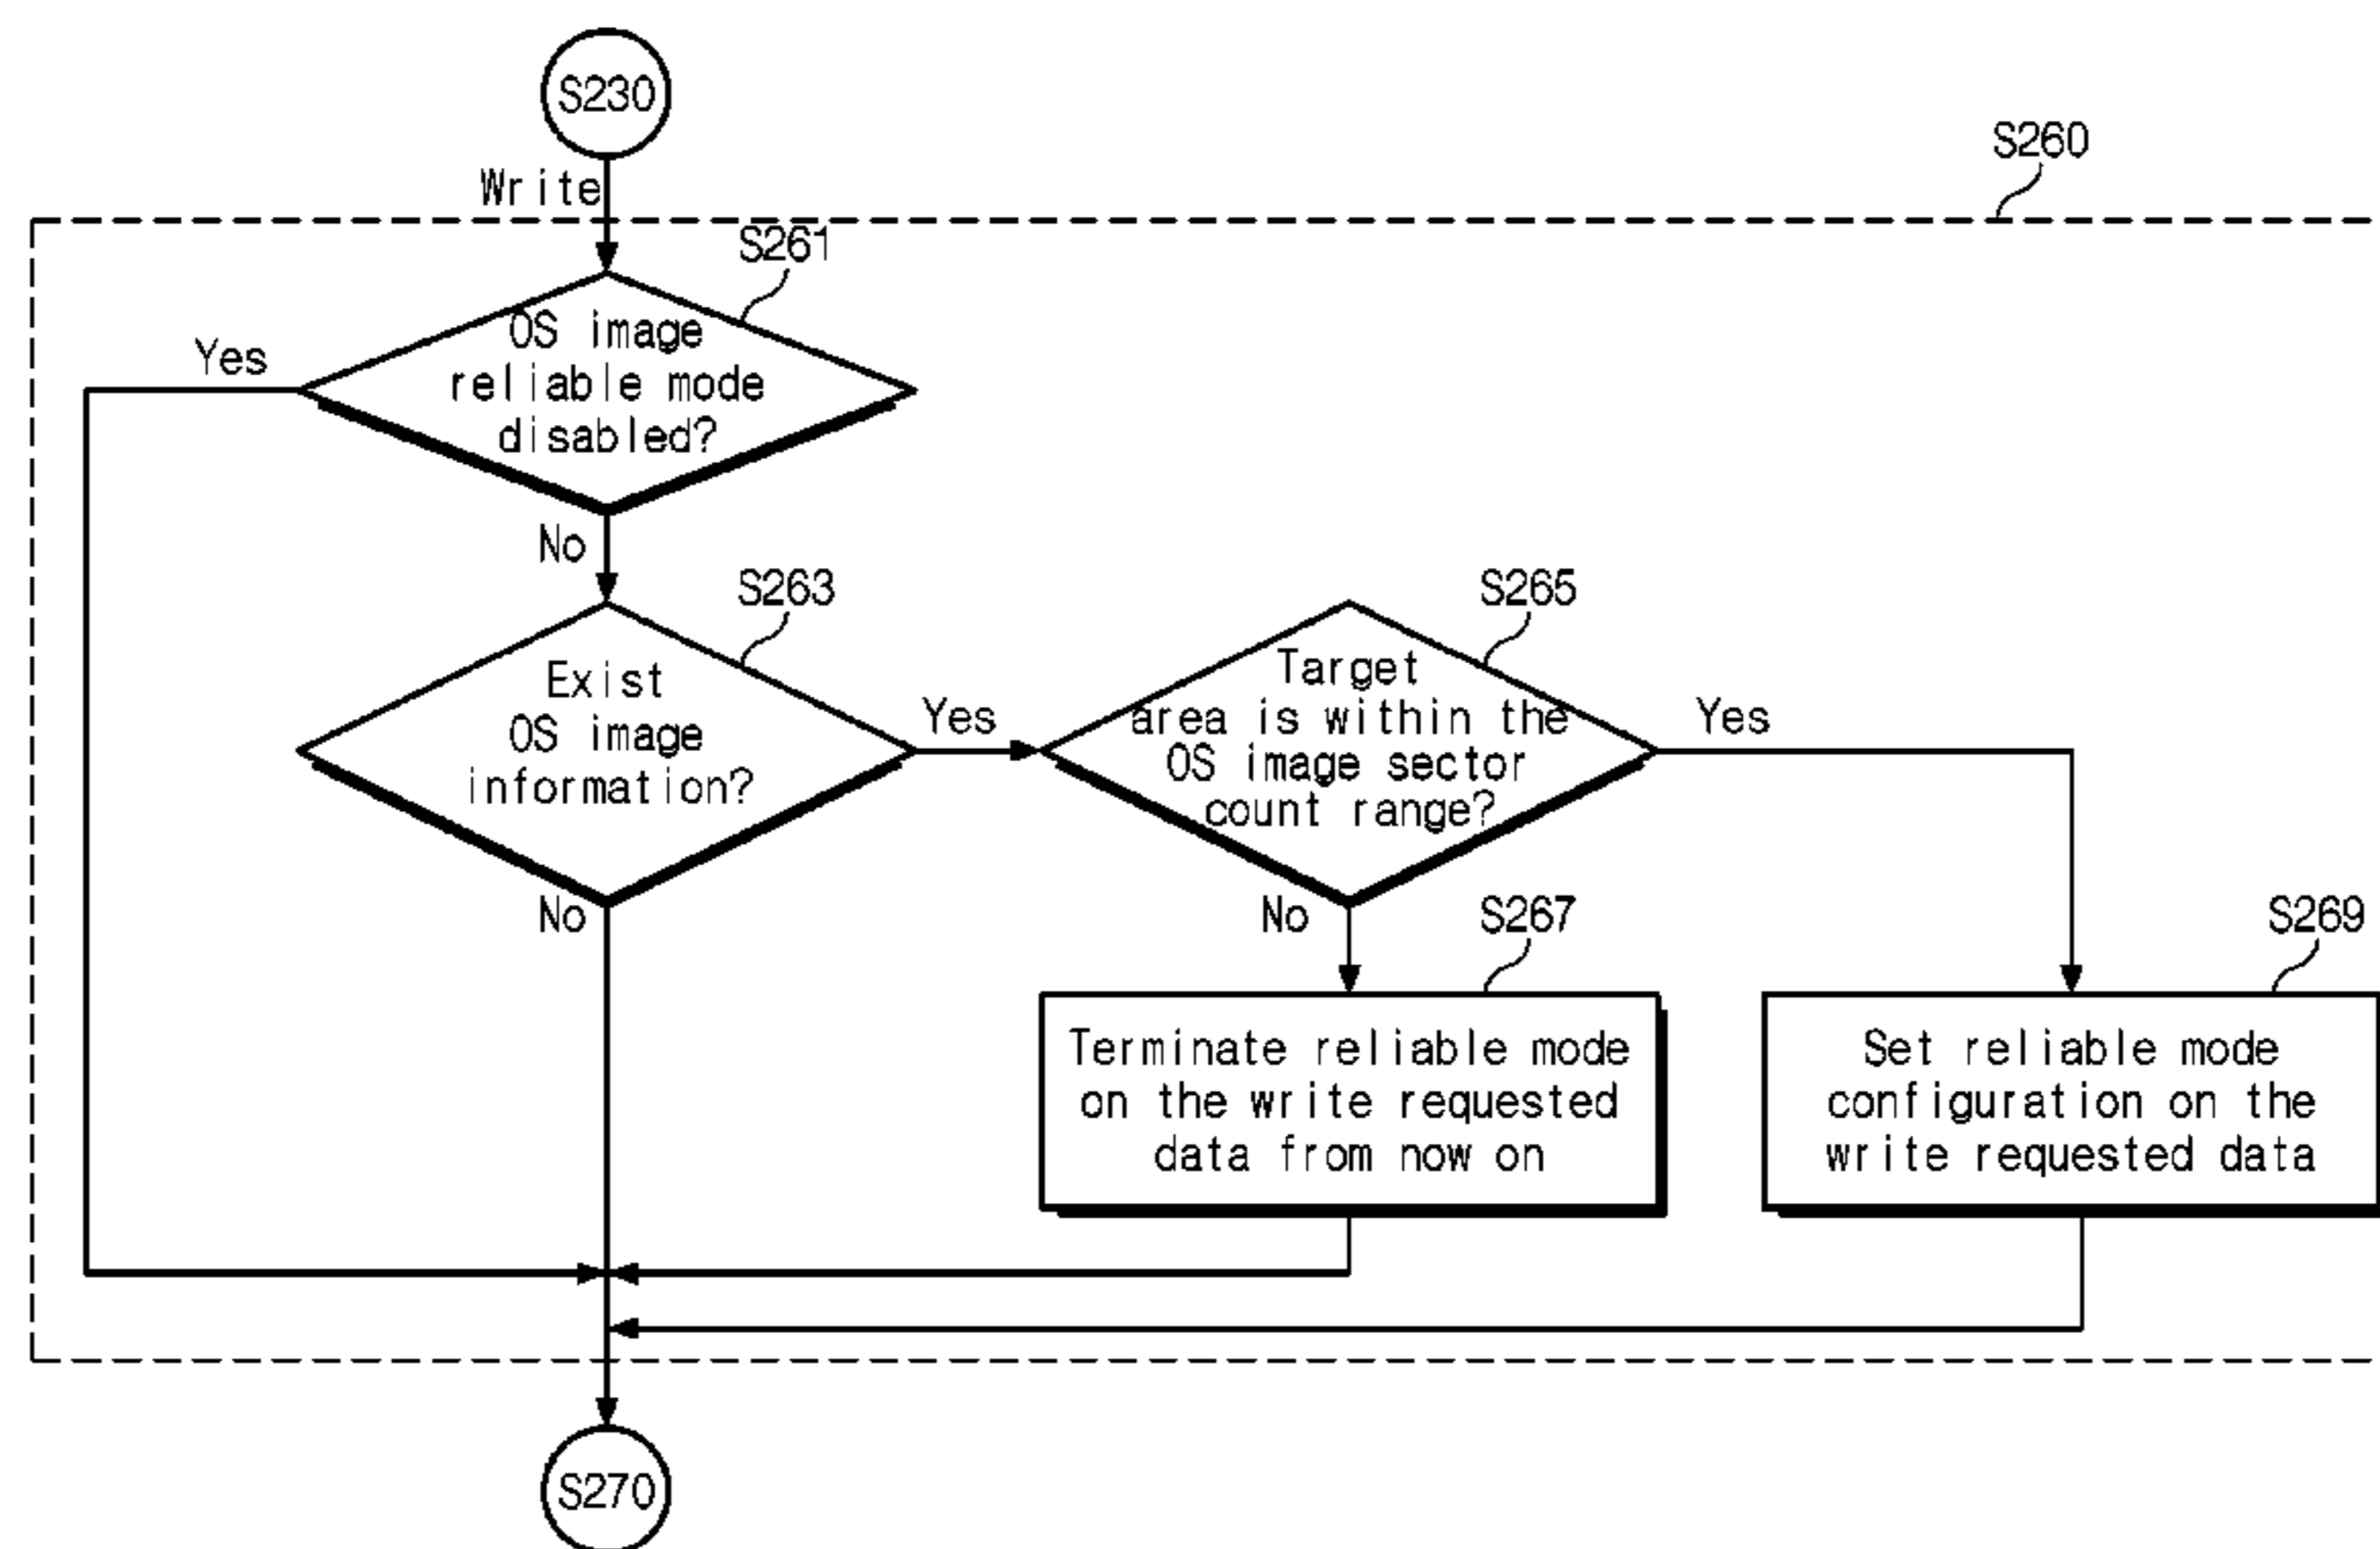 S230
Write
S260
S261
OS image
reliable mode
disabled?
Yes
No
S263
Exist
OS image
information?
Yes
No
S265
Target
area is within the
OS image sector
count range?
Yes
No
S267
Terminate reliable mode
on the write requested
data from now on
S269
Set reliable mode
configuration on the
write requested data
S270